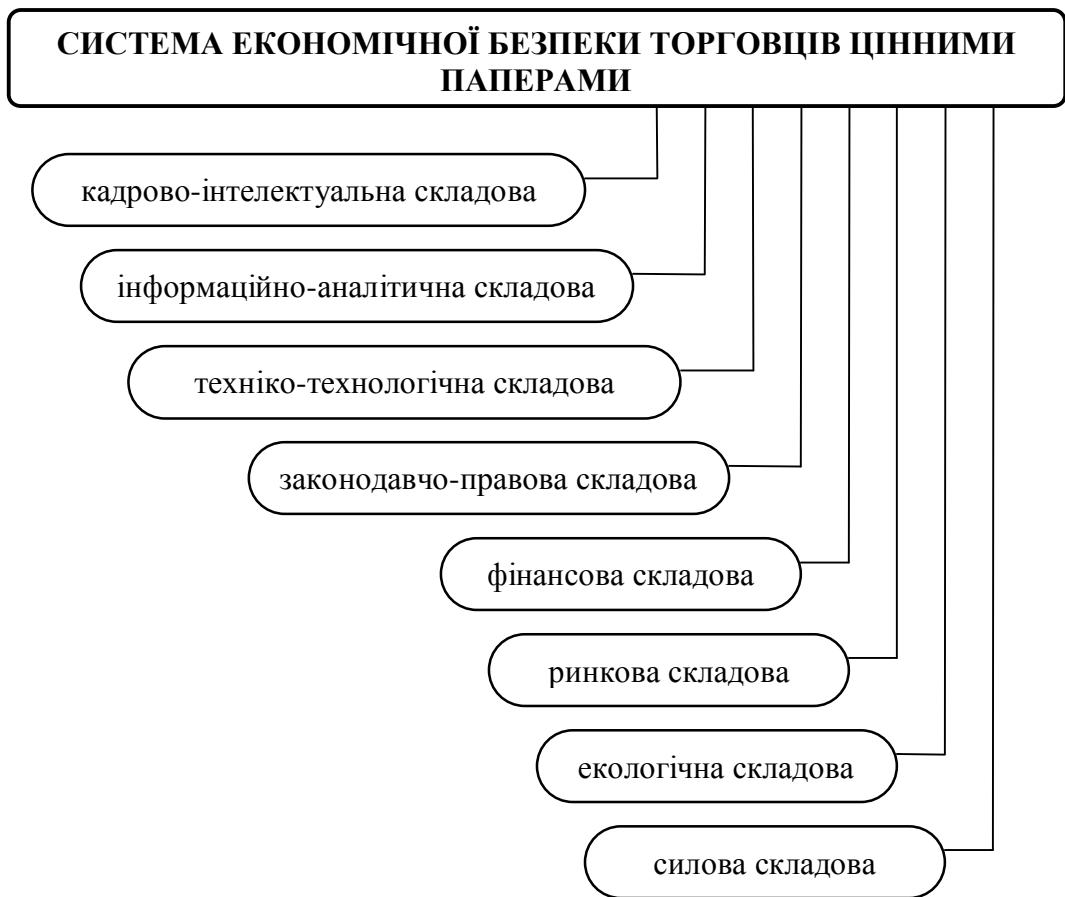 СИСТЕМА ЕКОНОМІЧНОЇ БЕЗПЕКИ ТОРГОВЦІВ ЦІННИМИ
ПАПЕРАМИ
кадрово-інтелектуальна складова
інформаційно-аналітична складова
техніко-технологічна складова
законодавчо-правова складова
фінансова складова
ринкова складова
екологічна складова
силова складова